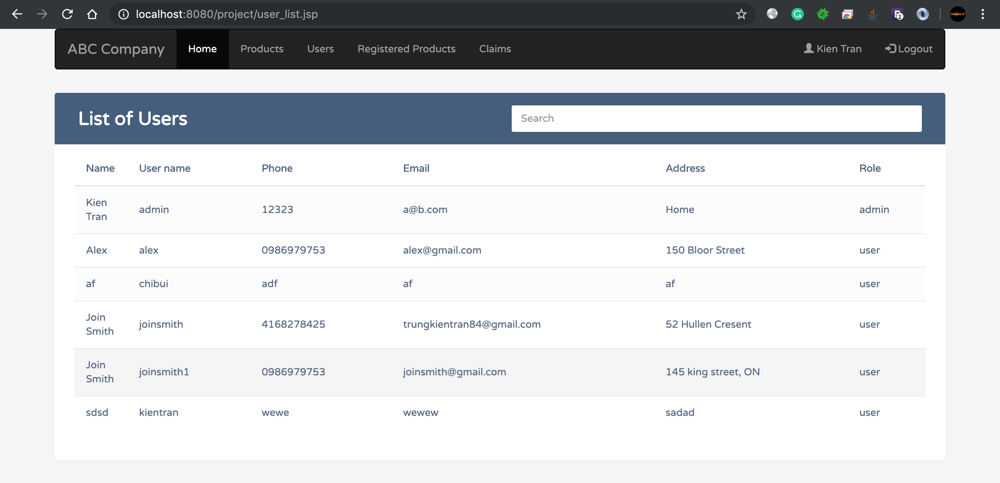 localhost:8080/project/user_list.jsp
2
ABC Company Home Products Users Registered Products Claims Kien Tran Logout
List of Users Search
Name User name Phone Email Address Role
Kien
Tran admin 12323 a@b.com Home admin
Alex alex 0986979753 alex@gmail.com 150 Bloor Street user
af chibui adf af af user
Join
Smith joinsmith 4168278425 trungkientran84@gmail.com 52 Hullen Cresent user
Join
Smith joinsmith1 0986979753 joinsmith@gmail.com 145 king street, ON user
sdsd kientran wewe wewew sadad user